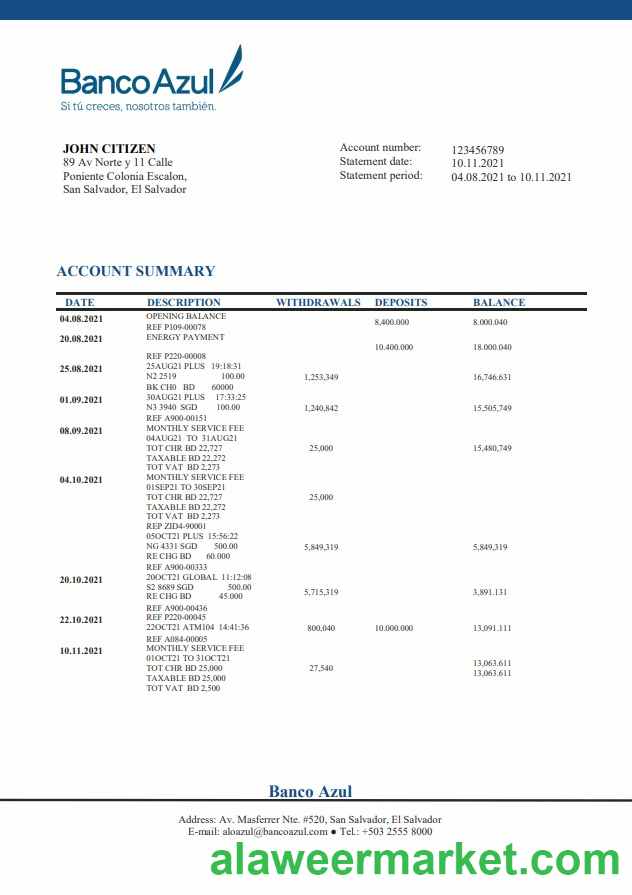 Banco Azul
Si tú creces, nosotros también.
JOHN CITIZEN
89 Av Norte y 11 Calle
Poniente Colonia Escalon,
San Salvador, El Salvador
Account number: 123456789
Statement date: 10.11.2021
Statement period: 04.08.2021 to 10.11.2021
ACCOUNT SUMMARY
DATE DESCRIPTION WITHDRAWALS DEPOSITS BALANCE
04.08.2021 OPENING BALANCE
8,400.000 8.000.040
REF P109-00078
20.08.2021 ENERGY PAYMENT
10.400.000 18.000.040
REF P220-00008
25.08.2021 25AUG21 PLUS 19:18:31
N2 2519 100.00 1,253,349 16,746.631
BK CH0 BD 60000
01.09.2021 30AUG21 PLUS 17:33:25
N3 3940 SGD 100.00 1,240,842 15,505,749
REF A900-00151
08.09.2021 MONTHLY SERVICE FEE
04AUG21 TO 31AUG21
TOT CHR BD 22,727 25,000 15,480,749
TAXABLE BD 22,272
TOT VAT BD 2,273
04.10.2021 MONTHLY SERVICE FEE
01SEP21 TO 30SEP21
TOT CHR BD 22,727 25,000
TAXABLE BD 22,272
TOT VAT BD 2,273
REP ZID4-90001
05OCT21 PLUS 15:56:22
NG 4331 SGD 500.00 5,849,319 5,849,319
RE CHG BD 60.000
REF A900-00333
20.10.2021 20OCT21 GLOBAL 11:12:08
S2 8689 SGD 500.00 5,715,319 3,891.131
RE CHG BD 45.000
REF A900-00436
22.10.2021 REF P220-00045
22OCT21 ATM104 14:41:36 800,040 10.000.000 13,091.111
REF A084-00005
10.11.2021 MONTHLY SERVICE FEE
01OCT21 TO 31OCT21
13,063.611
TOT CHR BD 25,000 27,540
13,063.611
TAXABLE BD 25,000
TOT VAT BD 2,500
Banco Azul
Address: Av. Masferrer Nte. #520, San Salvador, El Salvador
E-mail: aloazul@bancoazul.com ● Tel.: +503 2555 8000
alaweermarket.com